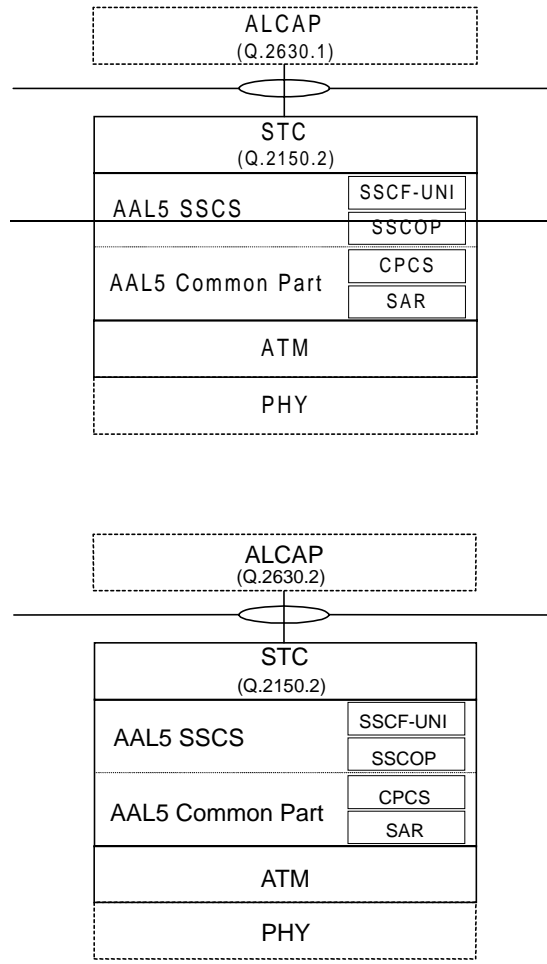 ALCAP
(Q.2630.1)
STC
(Q.2150.2)
AAL5 SSCS
SSCF-UNI
SSCOP
AAL5 Common Part
CPCS
SAR
ATM
PHY
ALCAP
(Q.2630.2)
STC
(Q.2150.2)
AAL5 SSCS
SSCF-UNI
SSCOP
AAL5 Common Part
CPCS
SAR
ATM
PHY